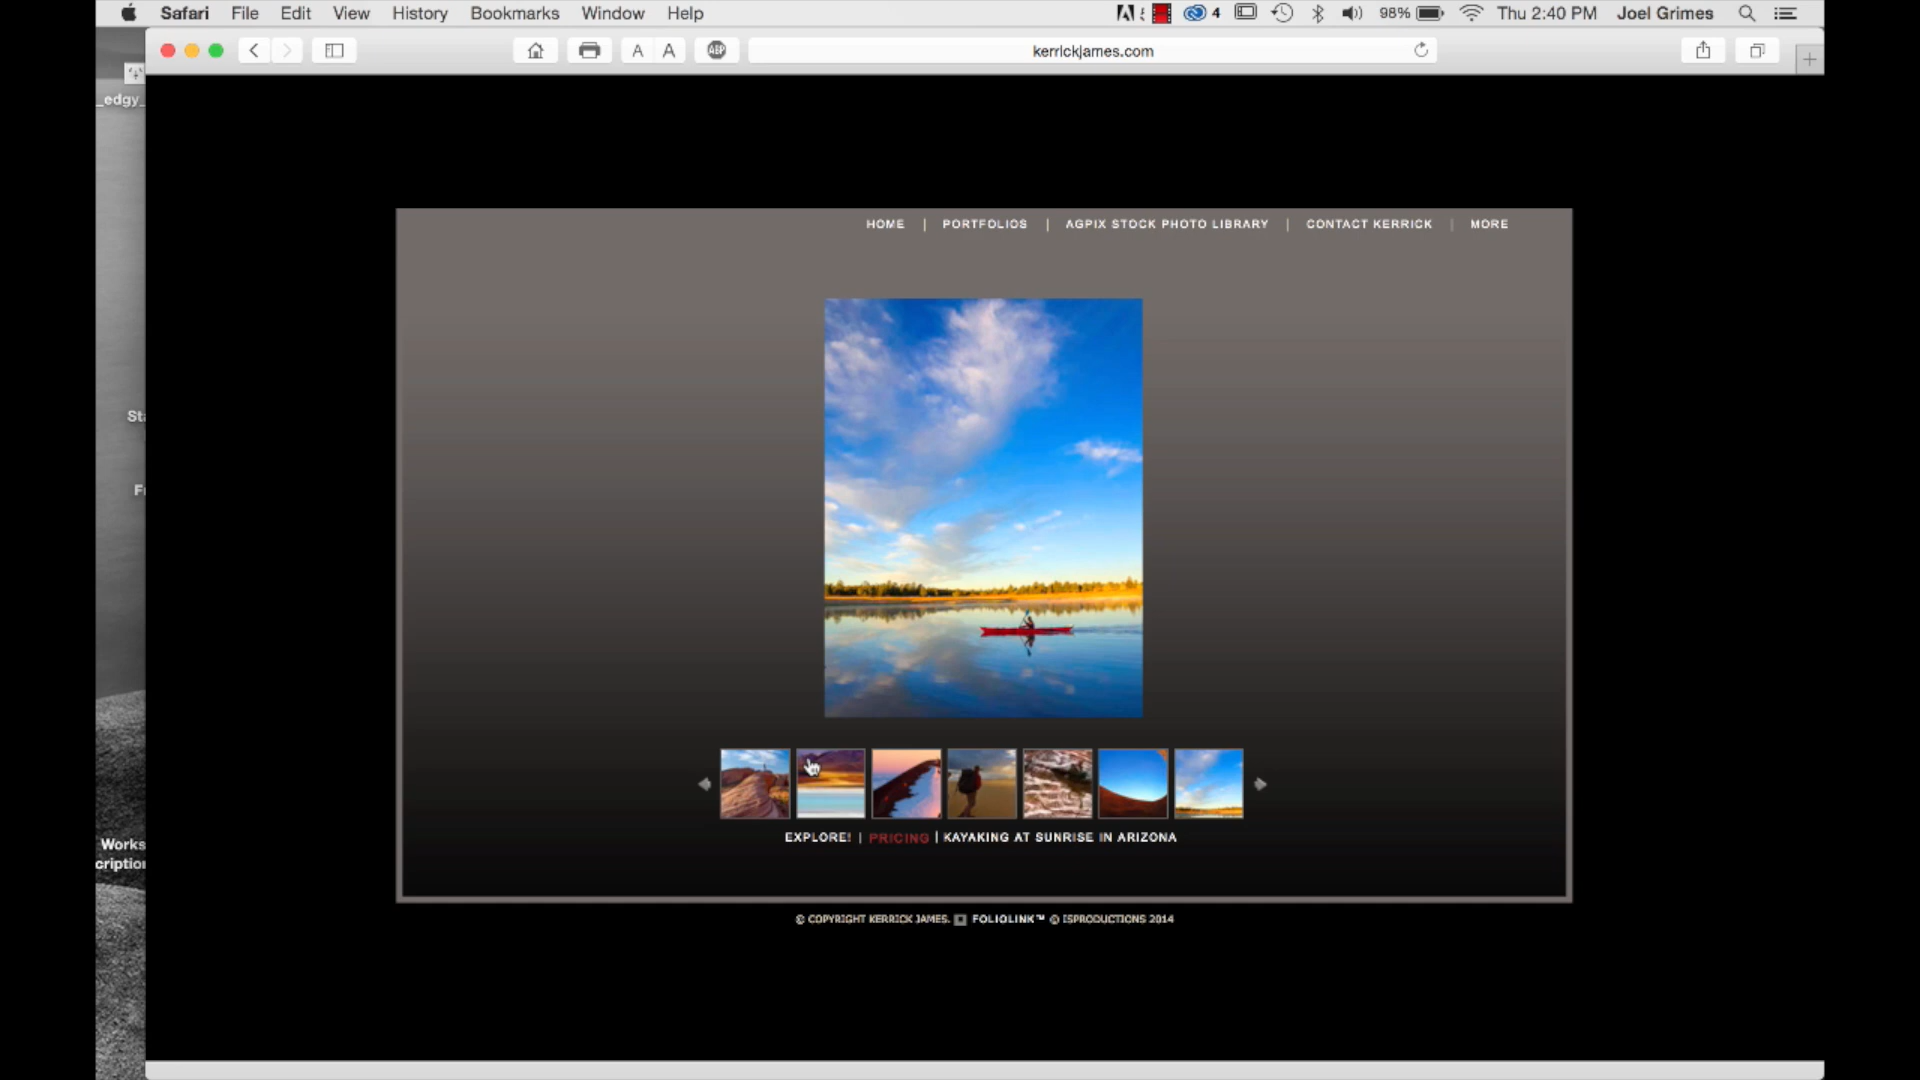 Safari File Edit View History Bookmarks Window Help 4 98% Thu 2:40 PM Joel Grimes
A A ABP kerrickjames.com
_edgy_
HOME | PORTFOLIOS | AGPIX STOCK PHOTO LIBRARY | CONTACT KERRICK | MORE
EXPLORE! | PRICING | KAYAKING AT SUNRISE IN ARIZONA
Works
© COPYRIGHT KERRICK JAMES. FOLIOLINK™ © ISPRODUCTIONS 2014